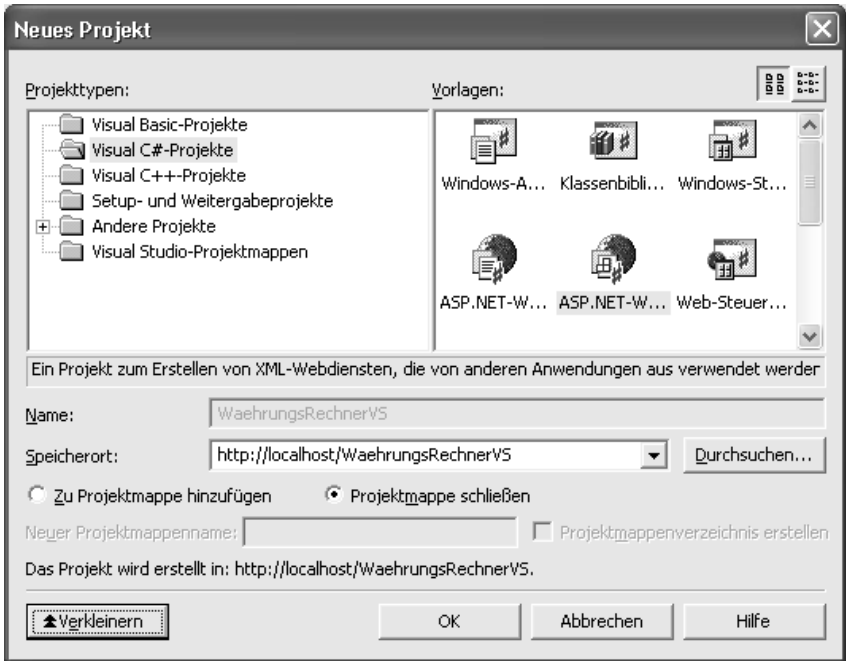 Neues Projekt
Projekttypen:
Vorlagen:
Visual Basic-Projekte
Visual C#-Projekte
Visual C++-Projekte
Setup- und Weitergabeprojekte
Andere Projekte
Visual Studio-Projektmappen
Windows-A... Klassenbibli... Windows-St...
ASP.NET-W... ASP.NET-W... Web-Steuer...
Ein Projekt zum Erstellen von XML-Webdiensten, die von anderen Anwendungen aus verwendet werder
Name: WaehrungsRechnerVS
Speicherort: http://localhost/WaehrungsRechnerVS Durchsuchen...
Zu Projektmappe hinzufügen Projektmappe schließen
Neuer Projektmappenname: Projektmappenverzeichnis erstellen
Das Projekt wird erstellt in: http://localhost/WaehrungsRechnerVS.
Verkleinern OK Abbrechen Hilfe